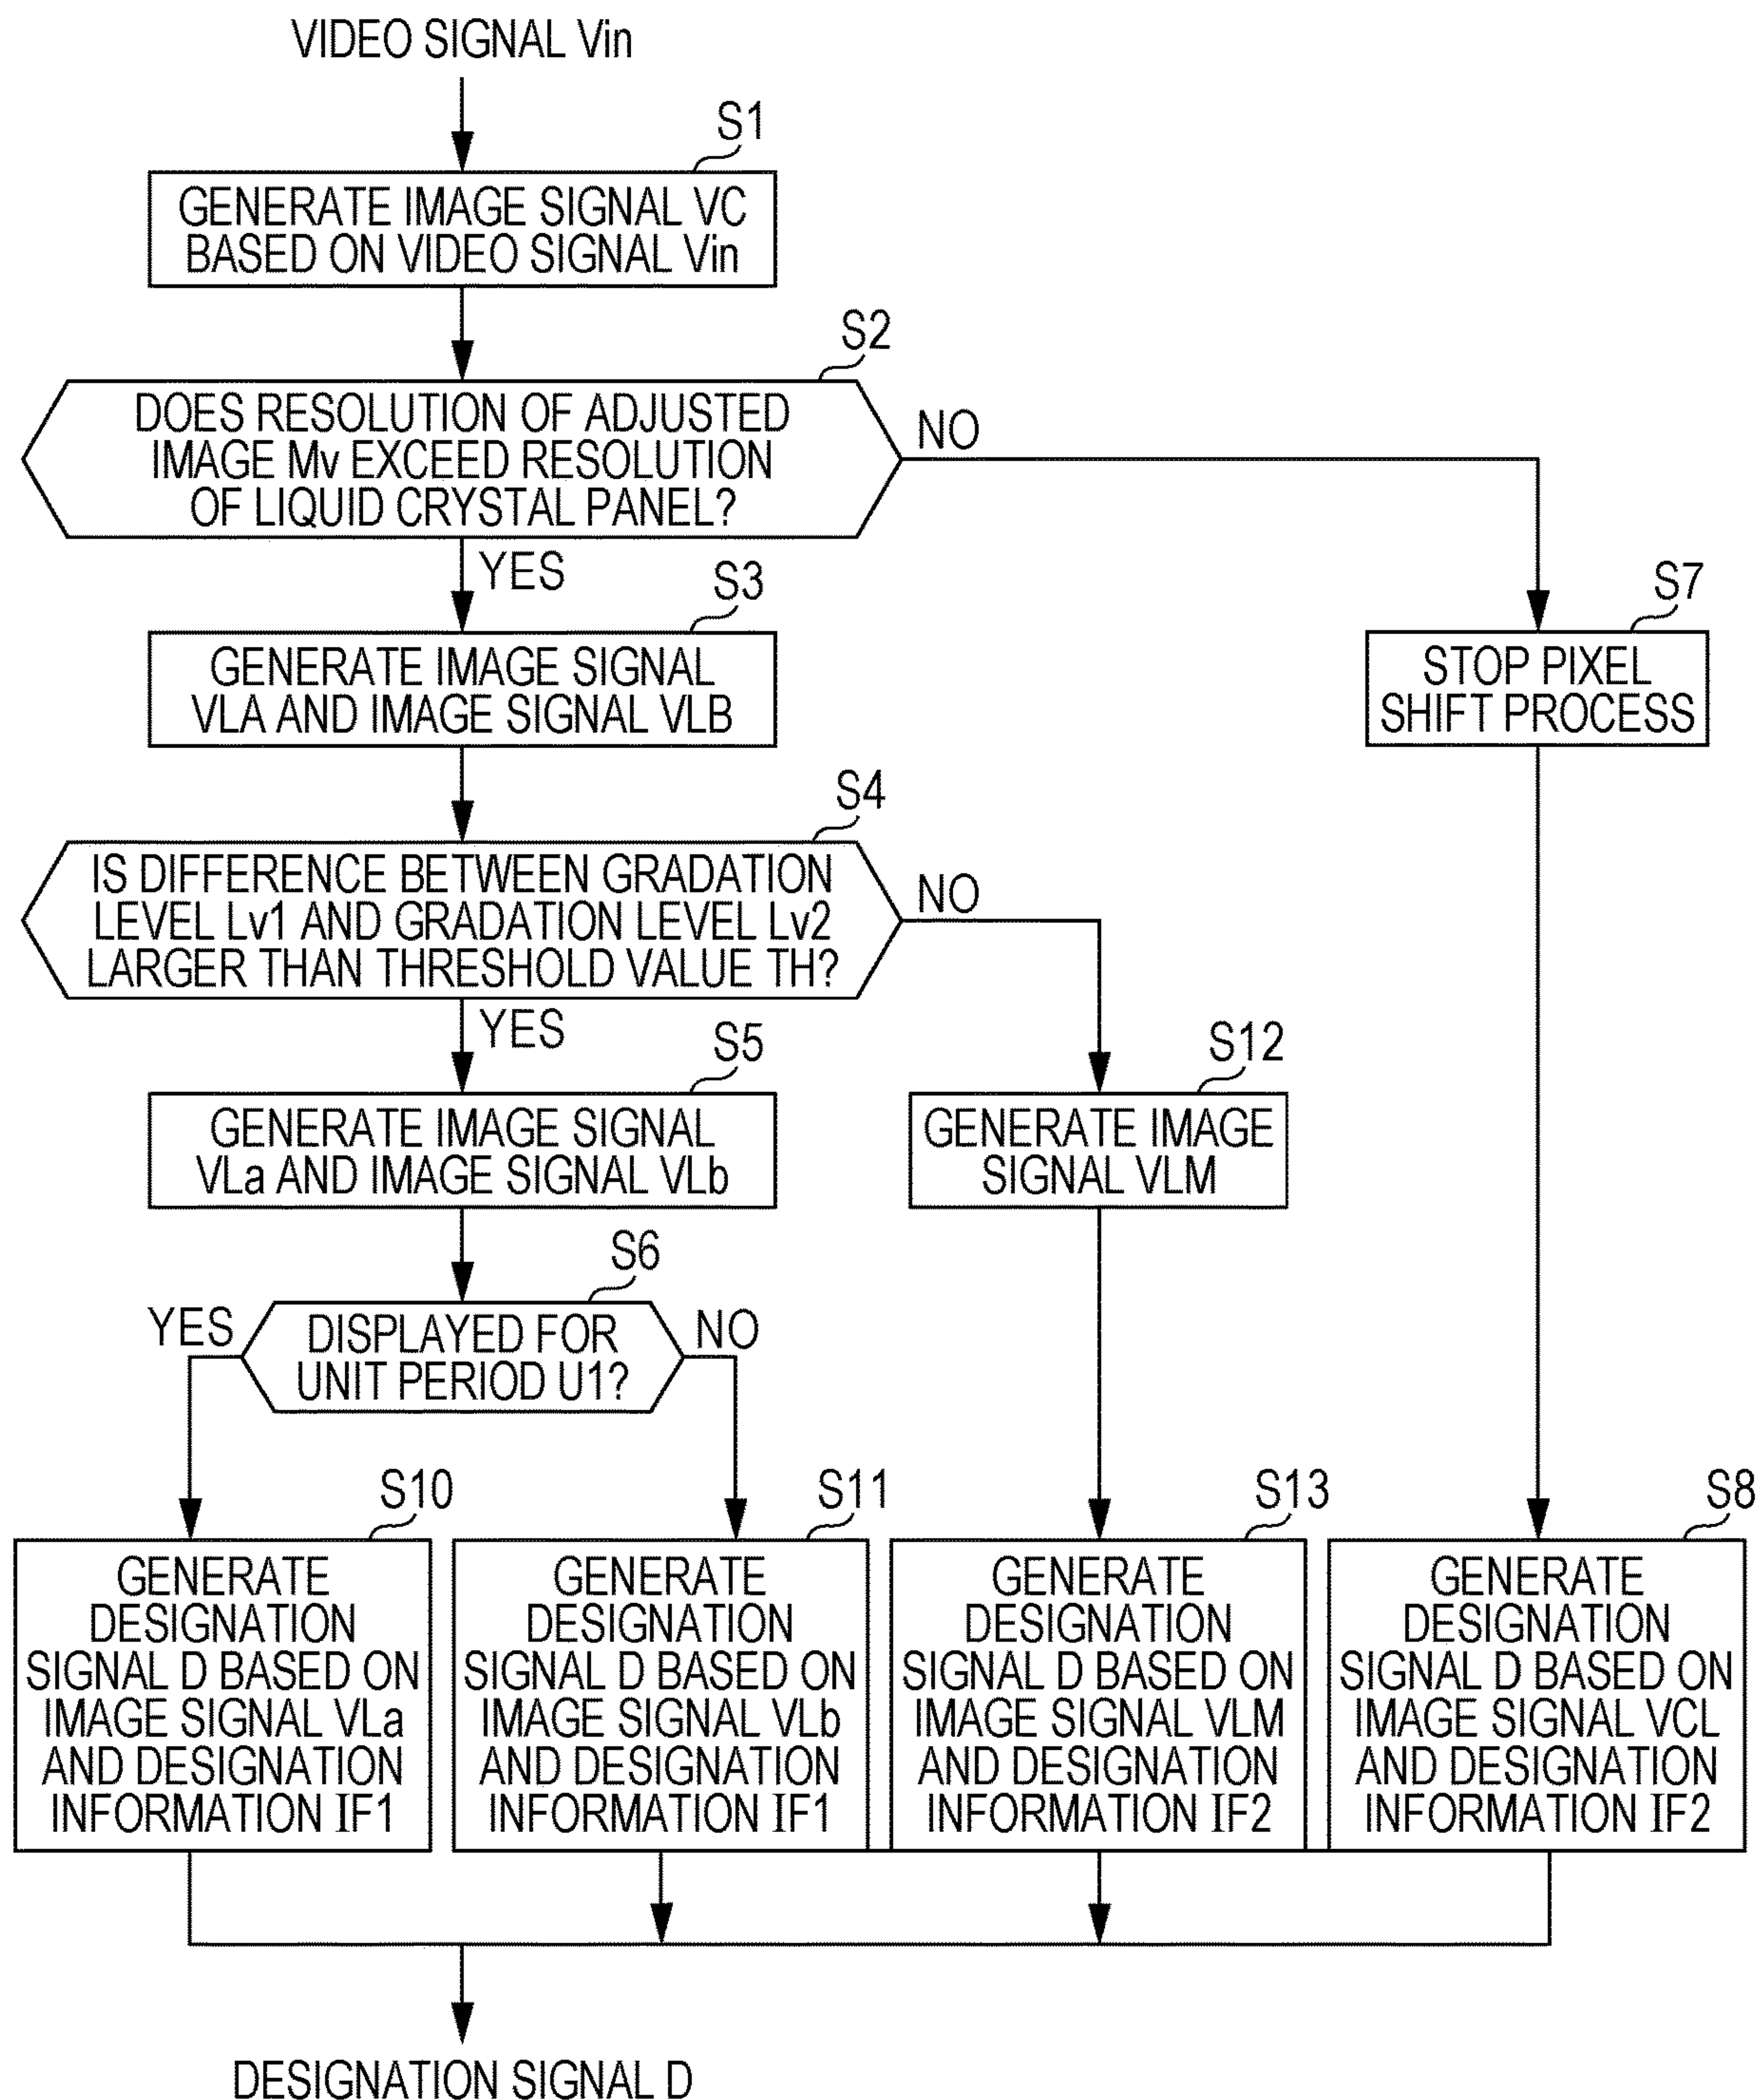 VIDEO SIGNAL Vin
S1
GENERATE IMAGE SIGNAL VC
BASED ON VIDEO SIGNAL Vin
S2
DOES RESOLUTION OF ADJUSTED
IMAGE Mv EXCEED RESOLUTION
OF LIQUID CRYSTAL PANEL?
NO
YES
S3
GENERATE IMAGE SIGNAL
VLA AND IMAGE SIGNAL VLB
S7
STOP PIXEL
SHIFT PROCESS
S4
IS DIFFERENCE BETWEEN GRADATION
LEVEL Lv1 AND GRADATION LEVEL Lv2
LARGER THAN THRESHOLD VALUE TH?
NO
YES
S5
GENERATE IMAGE SIGNAL
VLa AND IMAGE SIGNAL VLb
S12
GENERATE IMAGE
SIGNAL VLM
S6
DISPLAYED FOR
UNIT PERIOD U1?
YES
NO
S10
GENERATE
DESIGNATION
SIGNAL D BASED ON
IMAGE SIGNAL VLa
AND DESIGNATION
INFORMATION IF1
S11
GENERATE
DESIGNATION
SIGNAL D BASED ON
IMAGE SIGNAL VLb
AND DESIGNATION
INFORMATION IF1
S13
GENERATE
DESIGNATION
SIGNAL D BASED ON
IMAGE SIGNAL VLM
AND DESIGNATION
INFORMATION IF2
S8
GENERATE
DESIGNATION
SIGNAL D BASED ON
IMAGE SIGNAL VCL
AND DESIGNATION
INFORMATION IF2
DESIGNATION SIGNAL D